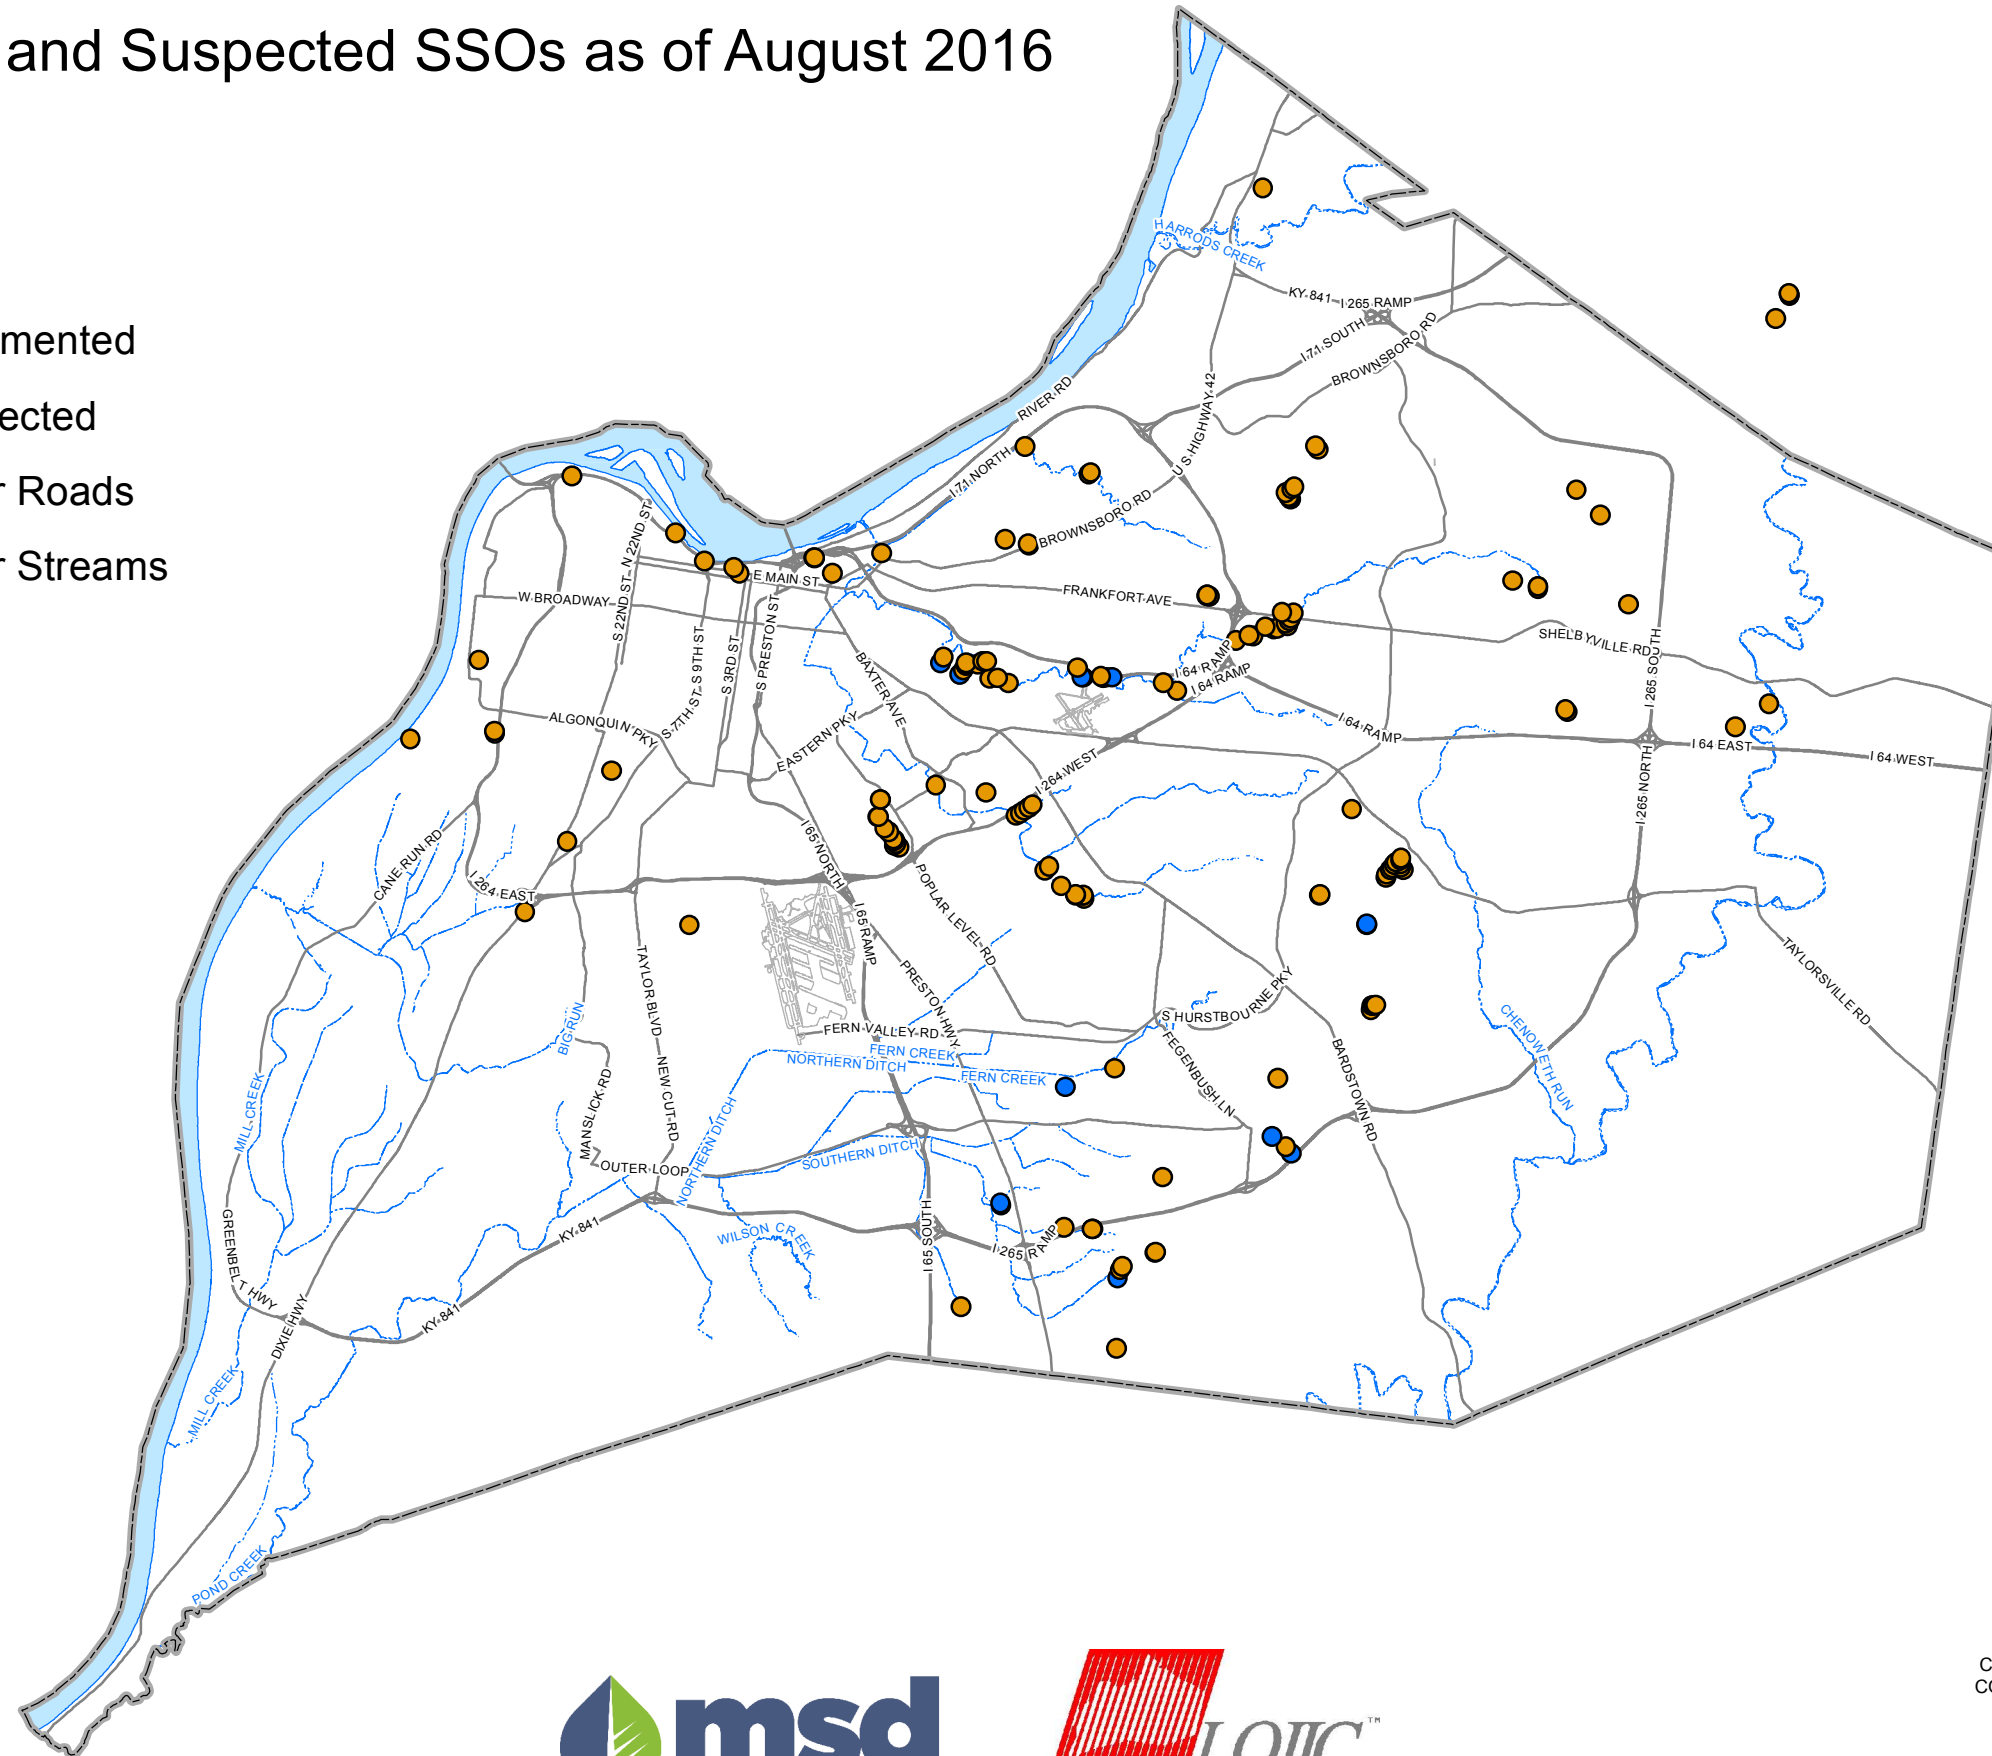 and Suspected SSOs as of August 2016
mented
ected
r Roads
r Streams
HARRODS CREEK
KY 841
I 265 RAMP
I 71 SOUTH
BROWNSBORO RD
U S HIGHWAY 42
RIVER RD
I 71 NORTH
BROWNSBORO RD
N 22ND ST
E MAIN ST
W BROADWAY
FRANKFORT AVE
S 22ND ST
S 9TH ST
S 3RD ST
S PRESTON ST
SHELBYVILLE RD
I 265 SOUTH
BAXTER AVE
I 64 RAMP
I 64 RAMP
ALGONQUIN PKY
S 7TH ST
EASTERN PKY
I 64 RAMP
I 64 EAST
I 64 WEST
I 264 WEST
I 265 NORTH
CANE RUN RD
I 65 NORTH
I 264 EAST
POPLAR LEVEL RD
I 65 RAMP
TAYLOR BLVD
PRESTON HWY
TAYLORSVILLE RD
S HURSTBOURNE PKY
CHENOWETH RUN
BIG RUN
FERN VALLEY RD
FERN CREEK
NORTHERN DITCH
FERN CREEK
FEGENBUSH LN
BARDSTOWN RD
MILL CREEK
MANSLICK RD
NEW CUT RD
NORTHERN DITCH
SOUTHERN DITCH
OUTER LOOP
WILSON CREEK
I 65 SOUTH
I 265 RAMP
KY 841
GREENBELT HWY
KY 841
DIXIE HWY
MILL CREEK
POND CREEK
msd
LOJIC™
C
CO